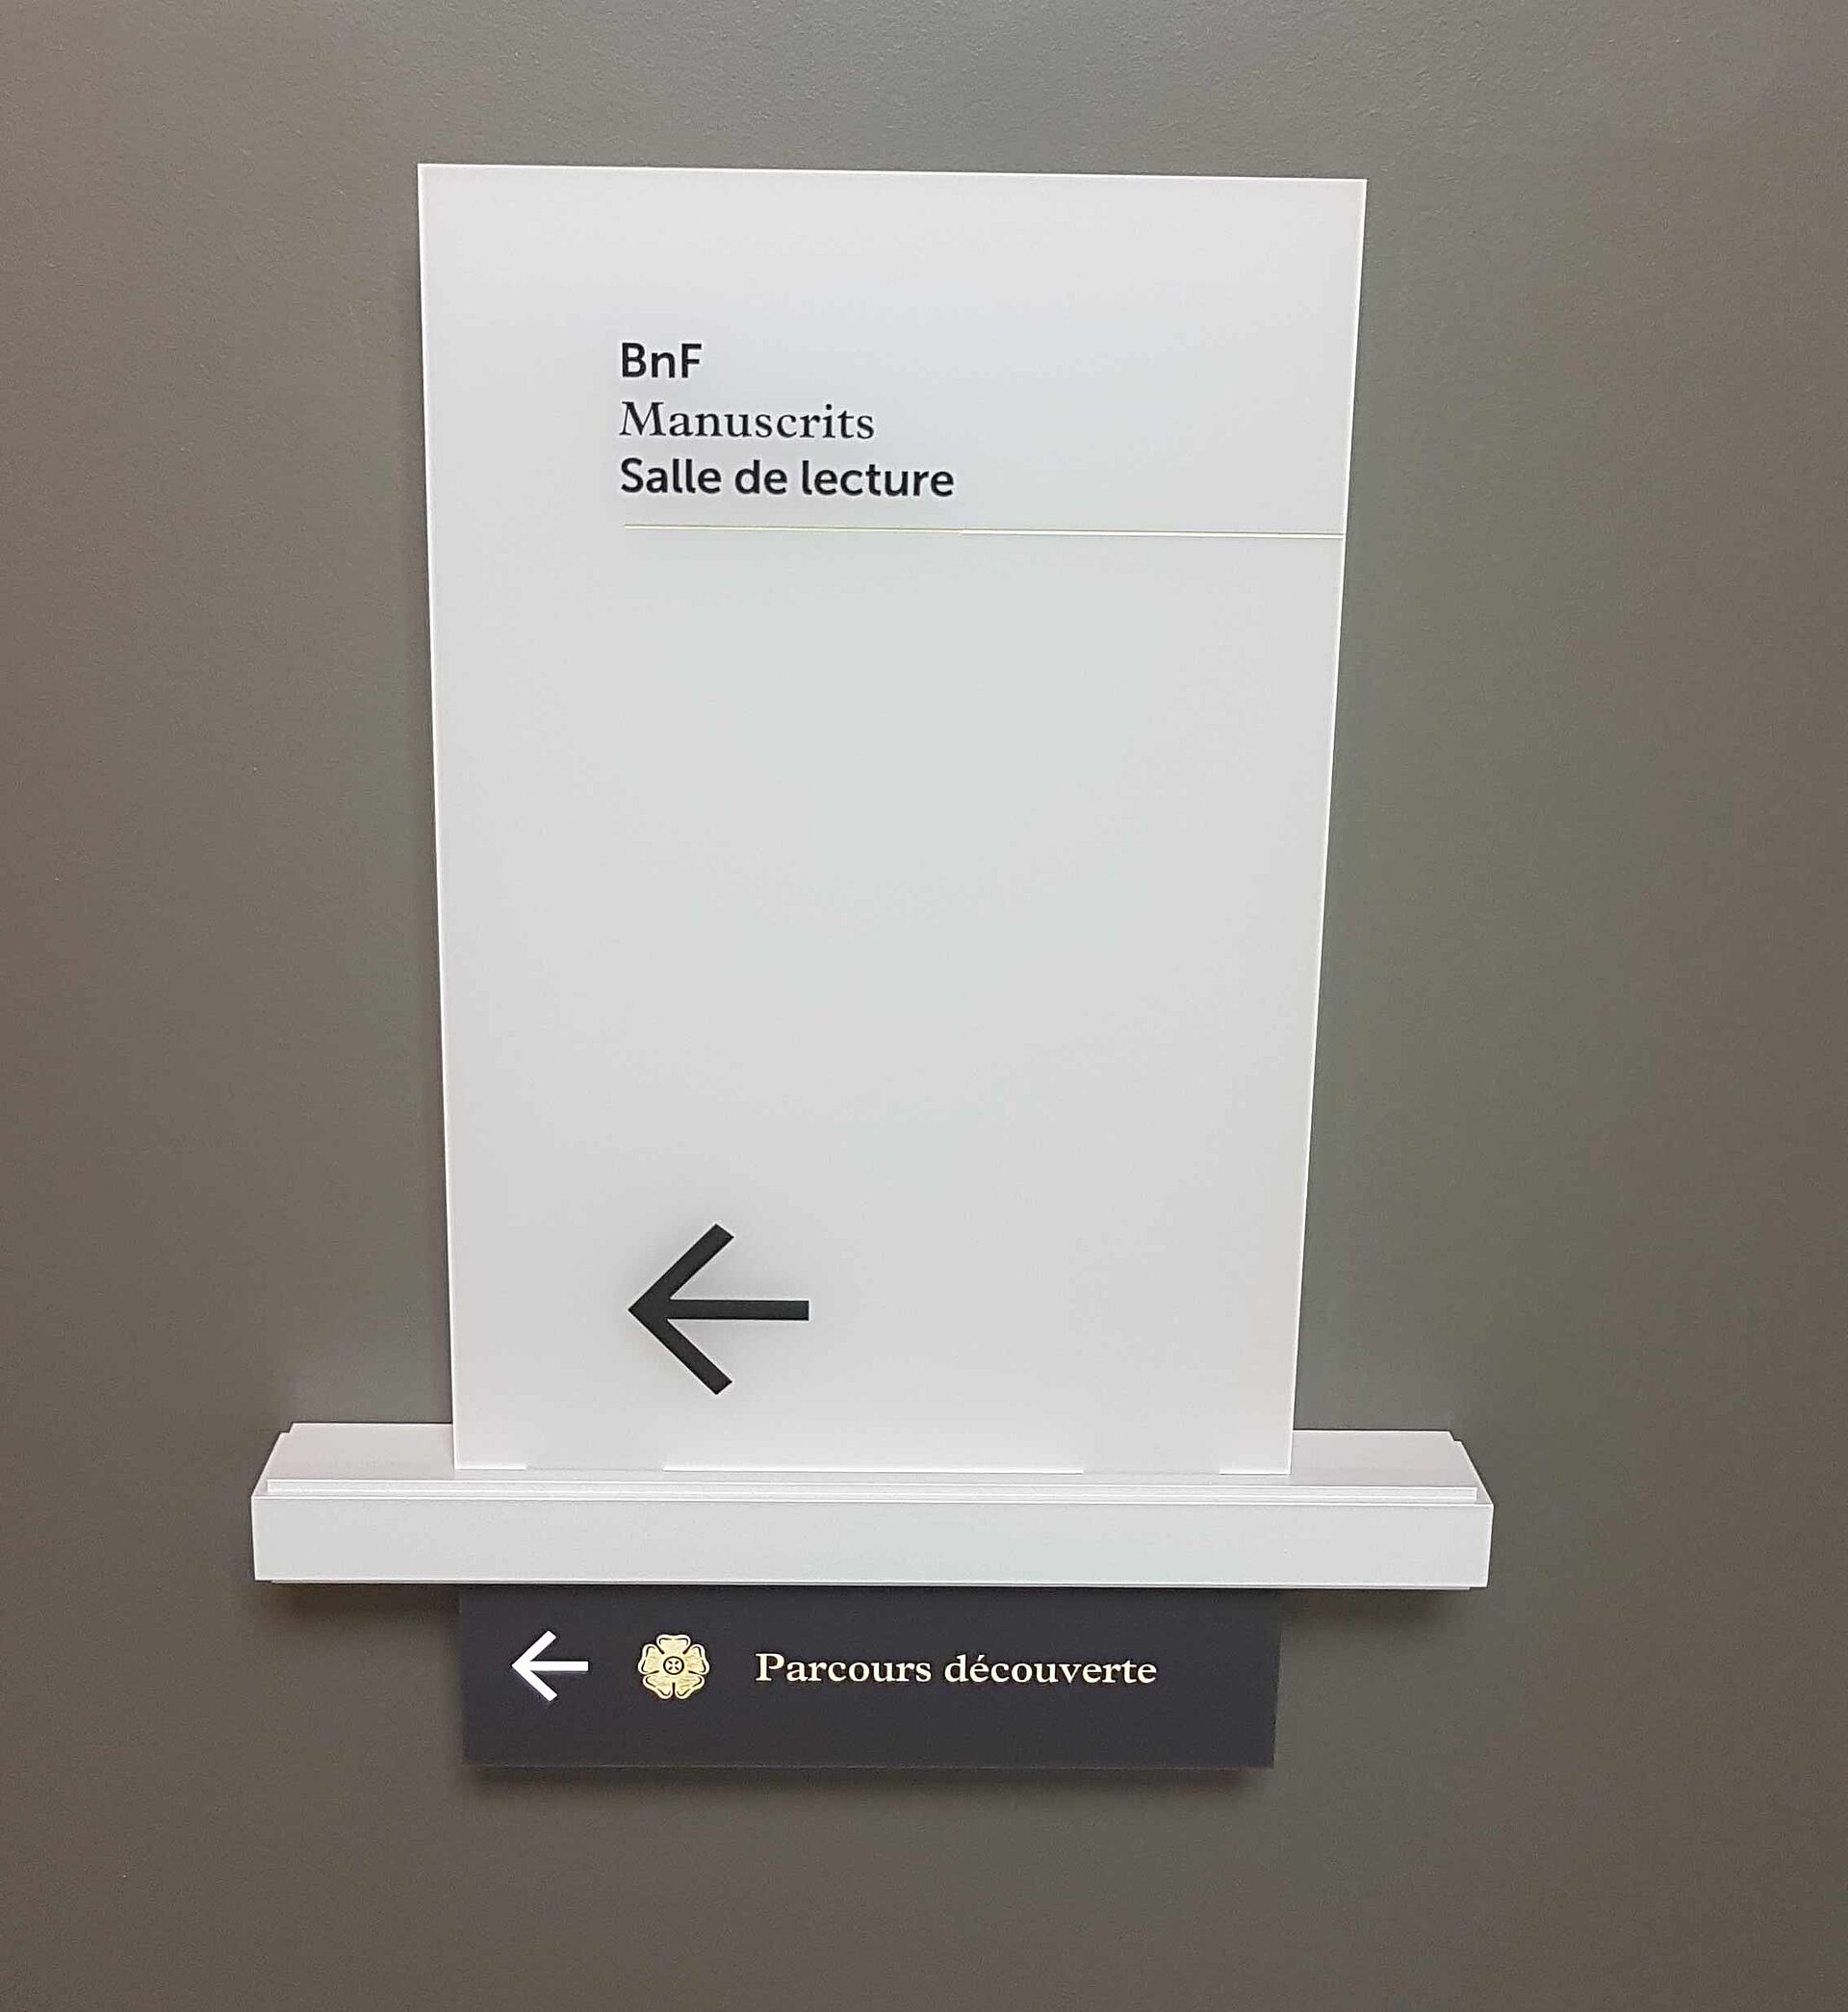 BnF
Manuscrits
Salle de lecture
Parcours découverte